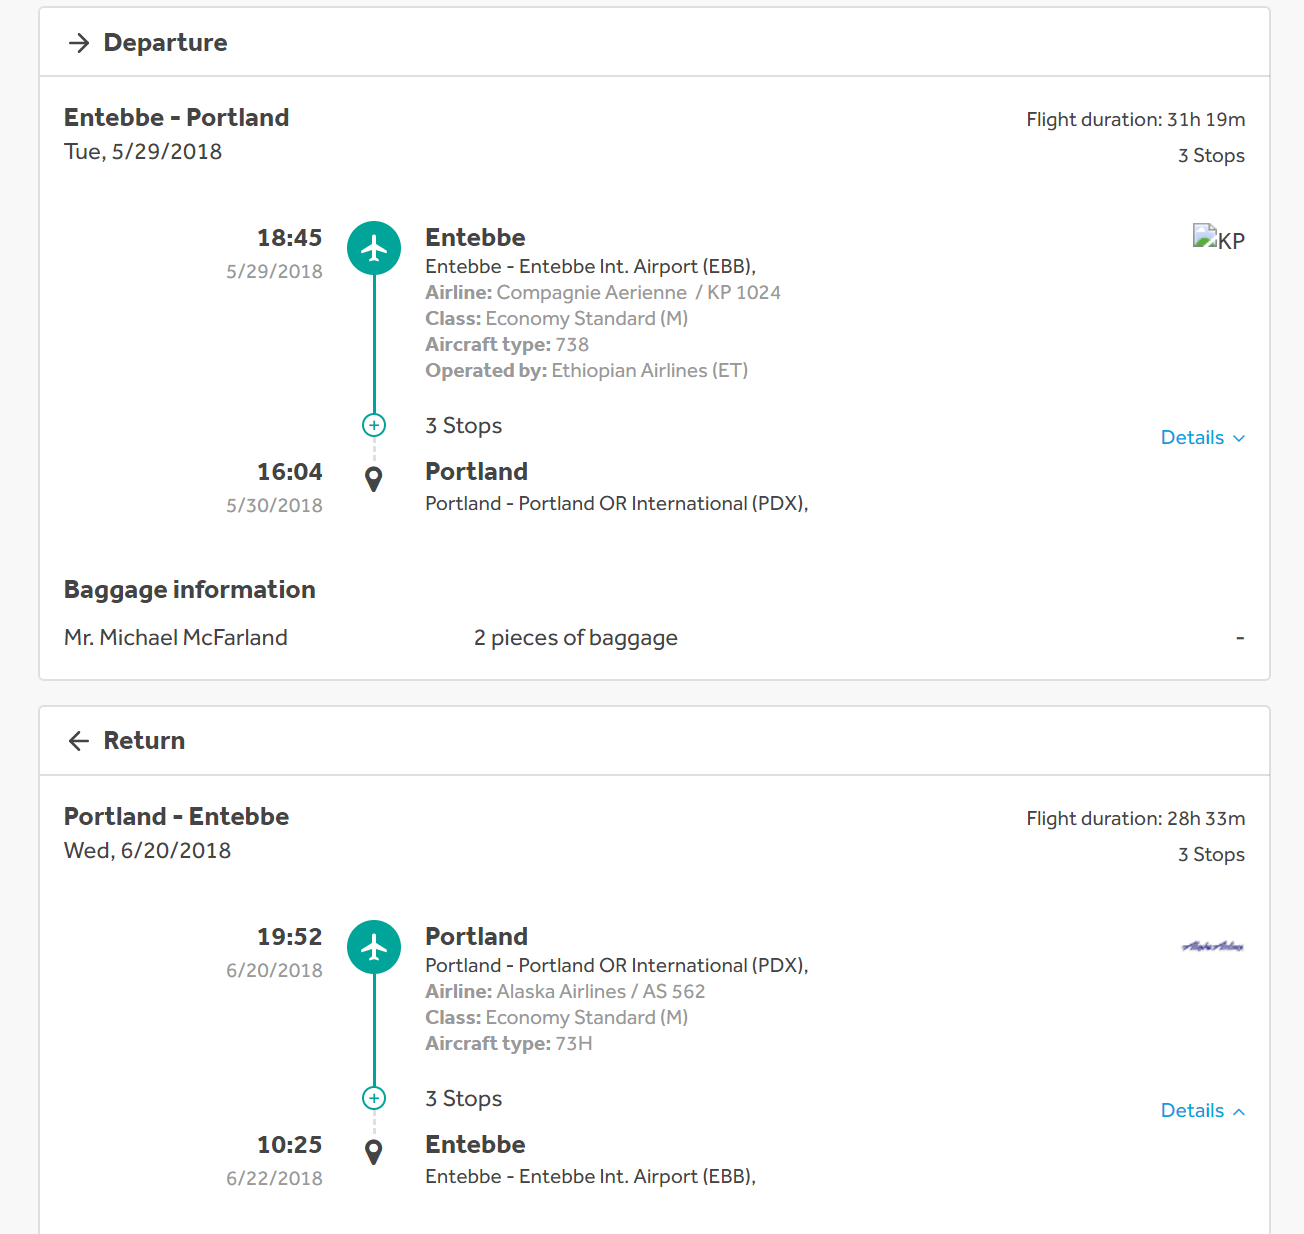 Departure
Entebbe - Portland
Flight duration: 31h 19m
Tue, 5/29/2018
3 Stops
18:45
Entebbe
KP
5/29/2018
Entebbe - Entebbe Int. Airport (EBB),
Airline: Compagnie Aerienne / KP 1024
Class: Economy Standard (M)
Aircraft type: 738
Operated by: Ethiopian Airlines (ET)
3 Stops
Details
16:04
Portland
5/30/2018
Portland - Portland OR International (PDX),
Baggage information
Mr. Michael McFarland
2 pieces of baggage
-
Return
Portland - Entebbe
Flight duration: 28h 33m
Wed, 6/20/2018
3 Stops
19:52
Portland
6/20/2018
Portland - Portland OR International (PDX),
Airline: Alaska Airlines / AS 562
Class: Economy Standard (M)
Aircraft type: 73H
3 Stops
Details
10:25
Entebbe
6/22/2018
Entebbe - Entebbe Int. Airport (EBB),